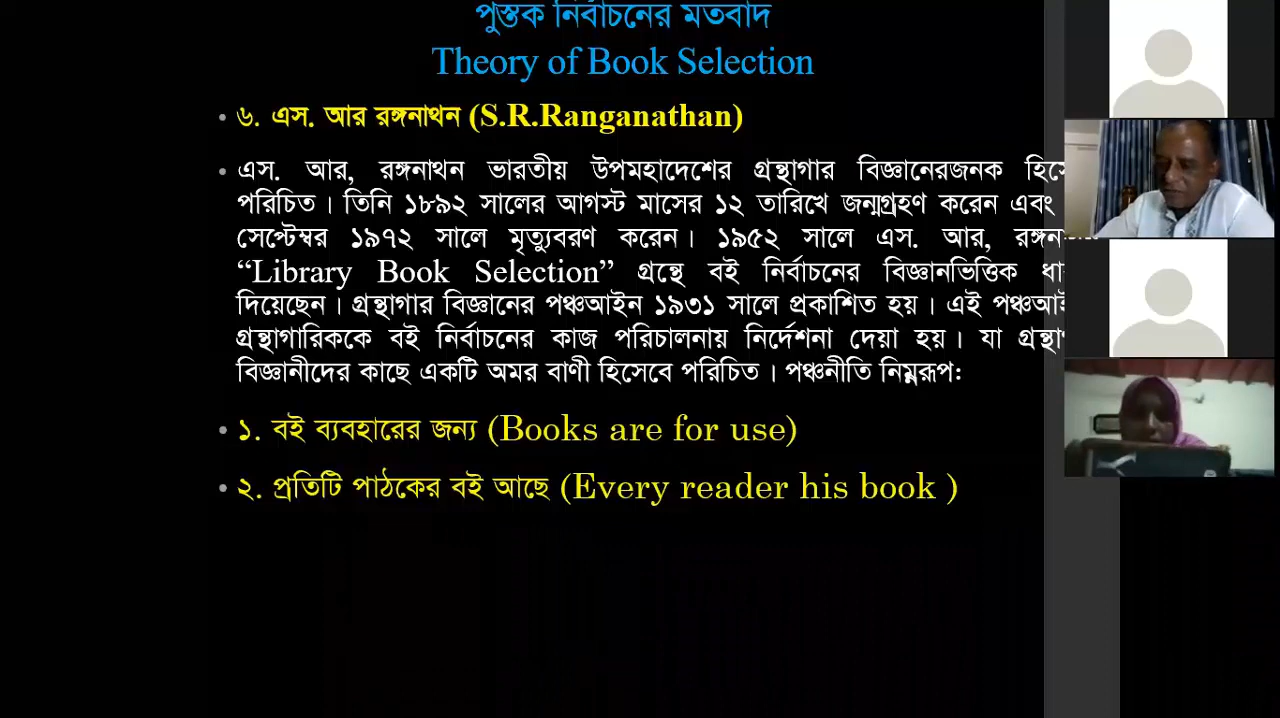 পুস্তক নির্বাচনের মতবাদ
Theory of Book Selection
• ৬. এস. আর রঙ্গনাথন (S.R.Ranganathan)
• এস. আর, রঙ্গনাথন ভারতীয় উপমহাদেশের গ্রন্থাগার বিজ্ঞানেরজনক
পরিচিত। তিনি ১৮৯২ সালের আগস্ট মাসের ১২ তারিখে জন্মগ্রহণ করেন এবং
সেপ্টেম্বর ১৯৭২ সালে মৃত্যুবরণ করেন। ১৯৫২ সালে এস. আর,
“Library Book Selection” গ্রন্থে বই নির্বাচনের বিজ্ঞানভিত্তিক
দিয়েছেন। গ্রন্থাগার বিজ্ঞানের পঞ্চআইন ১৯৩১ সালে প্রকাশিত হয়। এই
গ্রন্থাগারিককে বই নির্বাচনের কাজ পরিচালনায় নির্দেশনা দেয়া হয়। যা
বিজ্ঞানীদের কাছে একটি অমর বাণী হিসেবে পরিচিত। পঞ্চনীতি নিম্নরূপ:
• ১. বই ব্যবহারের জন্য (Books are for use)
• ২. প্রতিটি পাঠকের বই আছে (Every reader his book )